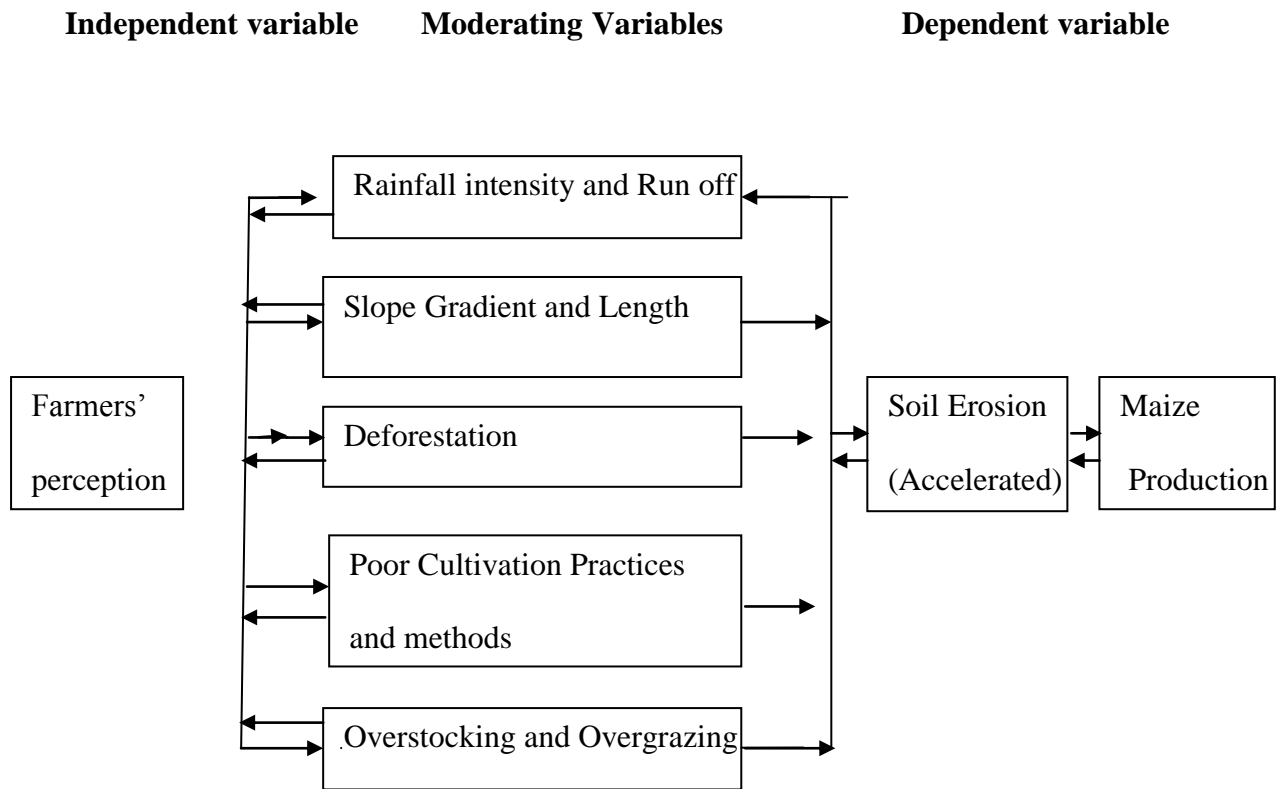 Independent variable Moderating Variables Dependent variable
Rainfall intensity and Run off
Slope Gradient and Length
Farmers’
perception
Deforestation
Soil Erosion
(Accelerated)
Maize
Production
Poor Cultivation Practices
and methods
.Overstocking and Overgrazing